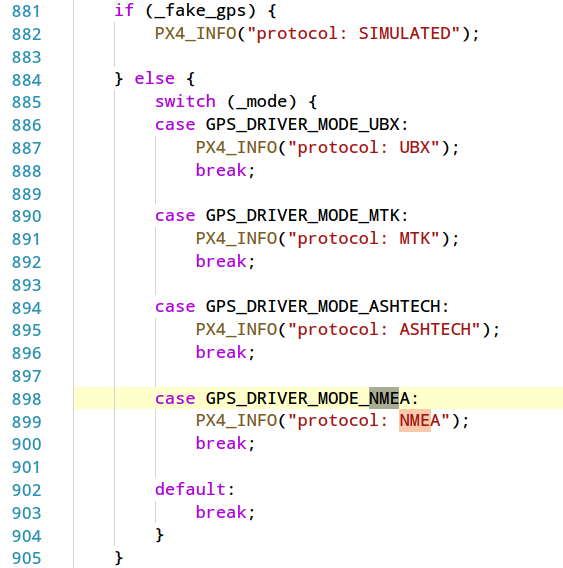 881 if (_fake_gps) {
882 PX4_INFO("protocol: SIMULATED");
883
884 } else {
885 switch (_mode) {
886 case GPS_DRIVER_MODE_UBX:
887 PX4_INFO("protocol: UBX");
888 break;
889
890 case GPS_DRIVER_MODE_MTK:
891 PX4_INFO("protocol: MTK");
892 break;
893
894 case GPS_DRIVER_MODE_ASHTECH:
895 PX4_INFO("protocol: ASHTECH");
896 break;
897
898 case GPS_DRIVER_MODE_NMEA:
899 PX4_INFO("protocol: NMEA");
900 break;
901
902 default:
903 break;
904 }
905 }